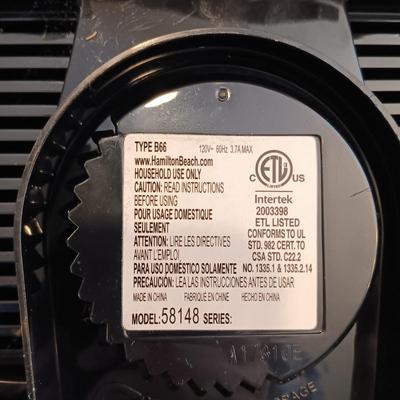 TYPE B66 120V~ 60Hz 3.7A MAX
www.HamiltonBeach.com
HOUSEHOLD USE ONLY
CAUTION: READ INSTRUCTIONS
BEFORE USING
POUR USAGE DOMESTIQUE
SEULEMENT
ATTENTION: LIRE LES DIRECTIVES
AVANT L'EMPLOI
PARA USO DOMÉSTICO SOLAMENTE
PRECAUCIÓN: LEA LAS INSTRUCCIONES ANTES DE USAR
MADE IN CHINA FABRIQUÉ EN CHINE HECHO EN CHINA
MODEL: 58148 SERIES:
C ETL US
LISTED
Intertek
2003398
ETL LISTED
CONFORMS TO UL
STD. 982 CERT. TO
CSA STD. C22.2
NO. 1335.1 & 1335.2.14